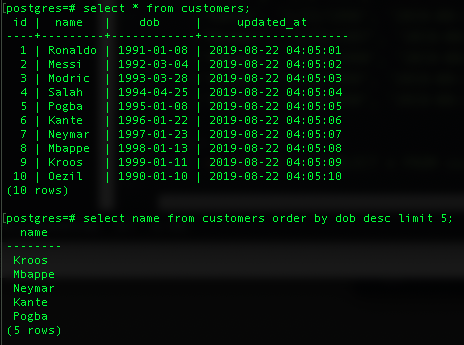 [postgres=# select * from customers;
 id |  name   |    dob     |     updated_at
----+---------+------------+---------------------
  1 | Ronaldo | 1991-01-08 | 2019-08-22 04:05:01
  2 | Messi   | 1992-03-04 | 2019-08-22 04:05:02
  3 | Modric  | 1993-03-28 | 2019-08-22 04:05:03
  4 | Salah   | 1994-04-25 | 2019-08-22 04:05:04
  5 | Pogba   | 1995-01-08 | 2019-08-22 04:05:05
  6 | Kante   | 1996-01-22 | 2019-08-22 04:05:06
  7 | Neymar  | 1997-01-23 | 2019-08-22 04:05:07
  8 | Mbappe  | 1998-01-13 | 2019-08-22 04:05:08
  9 | Kroos   | 1999-01-11 | 2019-08-22 04:05:09
 10 | Oezil   | 1990-01-10 | 2019-08-22 04:05:10
(10 rows)
[postgres=# select name from customers order by dob desc limit 5;
  name
--------
 Kroos
 Mbappe
 Neymar
 Kante
 Pogba
(5 rows)